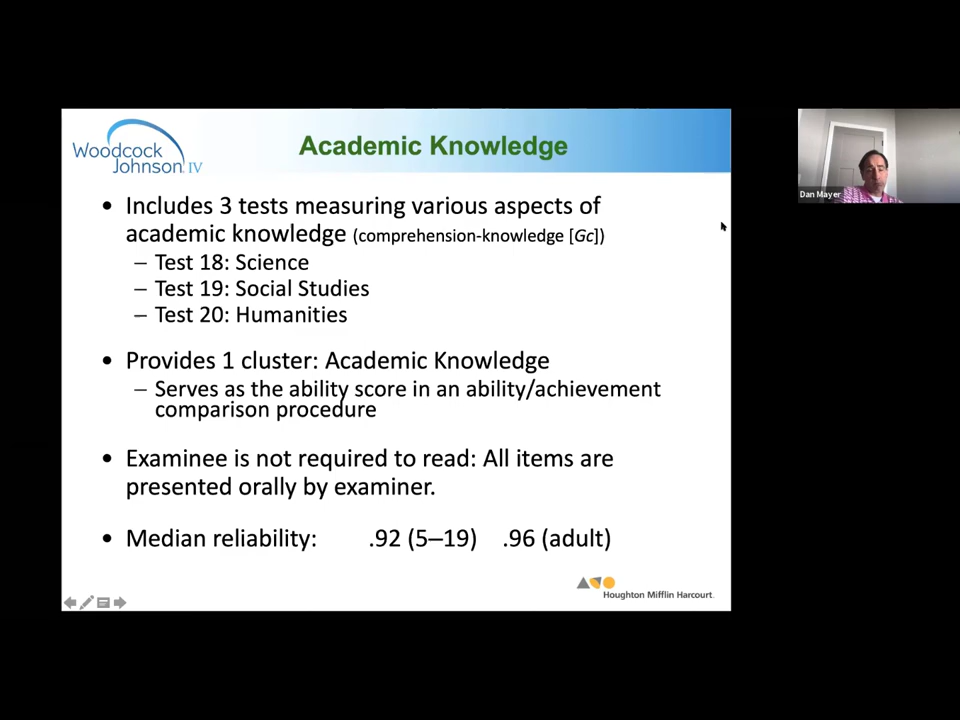 Woodcock
Johnson IV
Academic Knowledge
Dan Mayer
• Includes 3 tests measuring various aspects of
academic knowledge (comprehension-knowledge [Gc])
– Test 18: Science
– Test 19: Social Studies
– Test 20: Humanities
• Provides 1 cluster: Academic Knowledge
– Serves as the ability score in an ability/achievement
comparison procedure
• Examinee is not required to read: All items are
presented orally by examiner.
• Median reliability: .92 (5–19) .96 (adult)
Houghton Mifflin Harcourt.